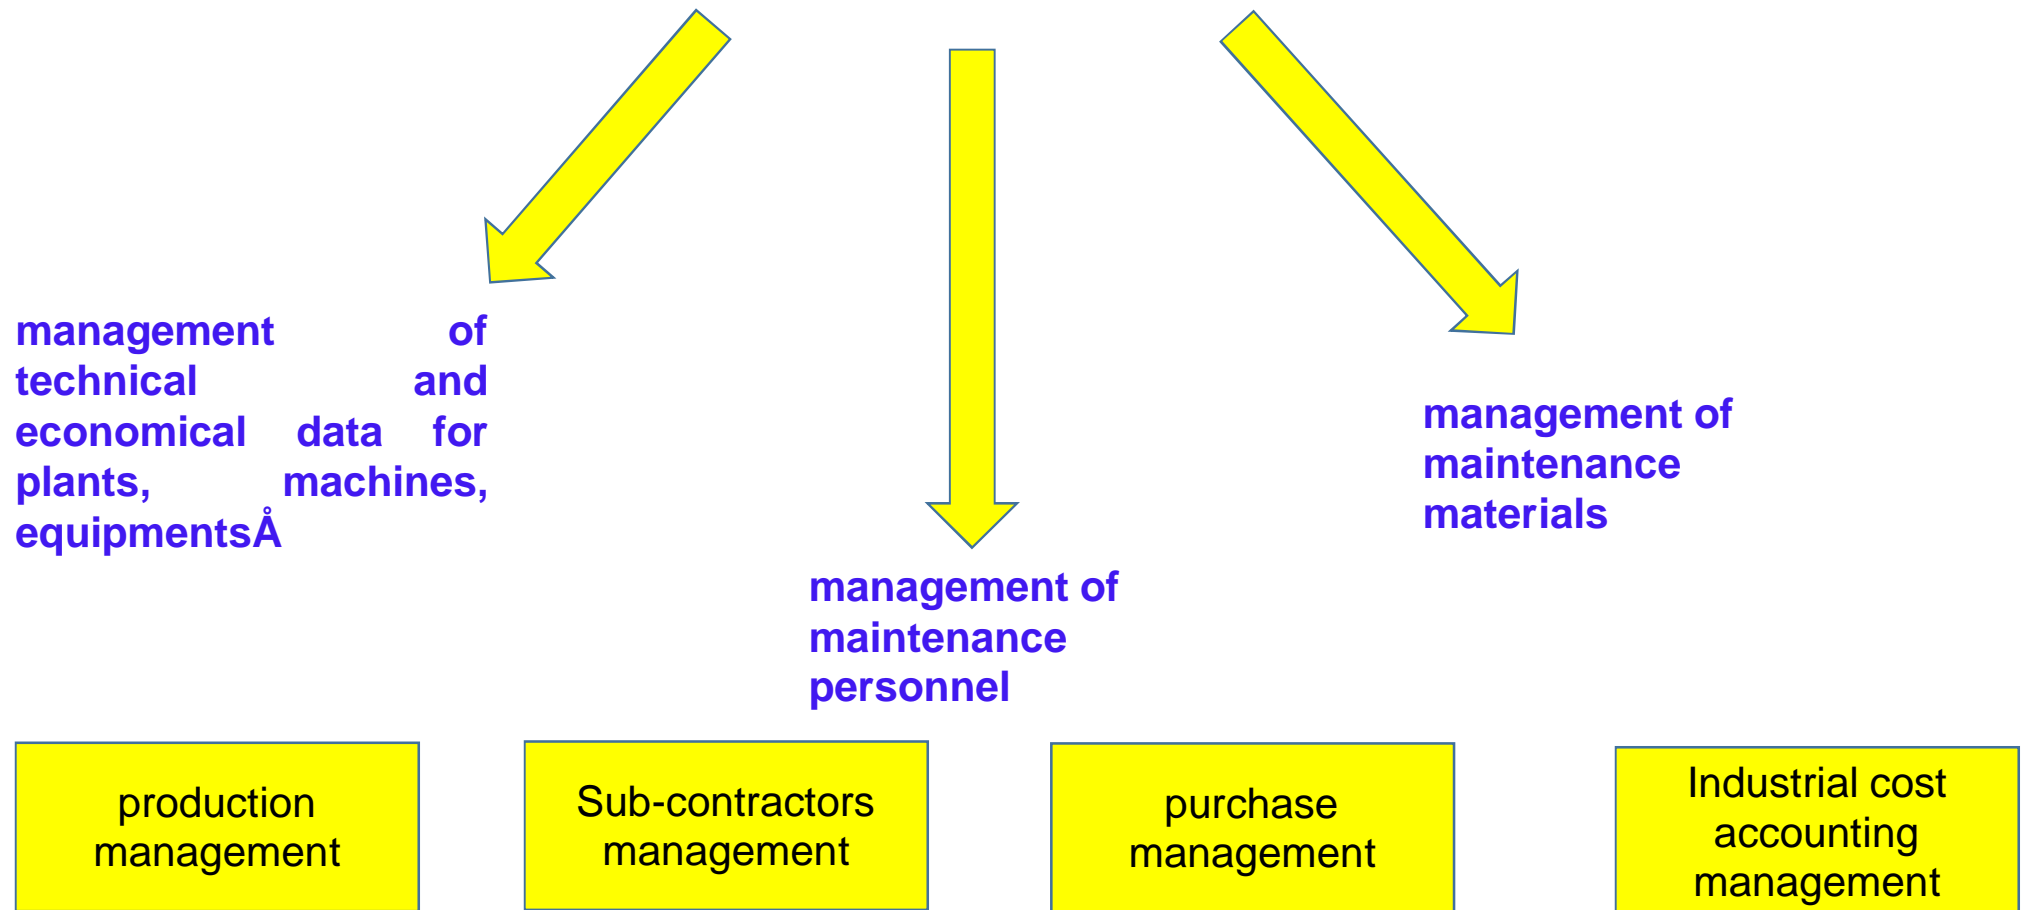 management of
technical and
economical data for
plants, machines,
equipmentsÅ
management of
maintenance
personnel
management of
maintenance
materials
production
management
Sub-contractors
management
purchase
management
Industrial cost
accounting
management